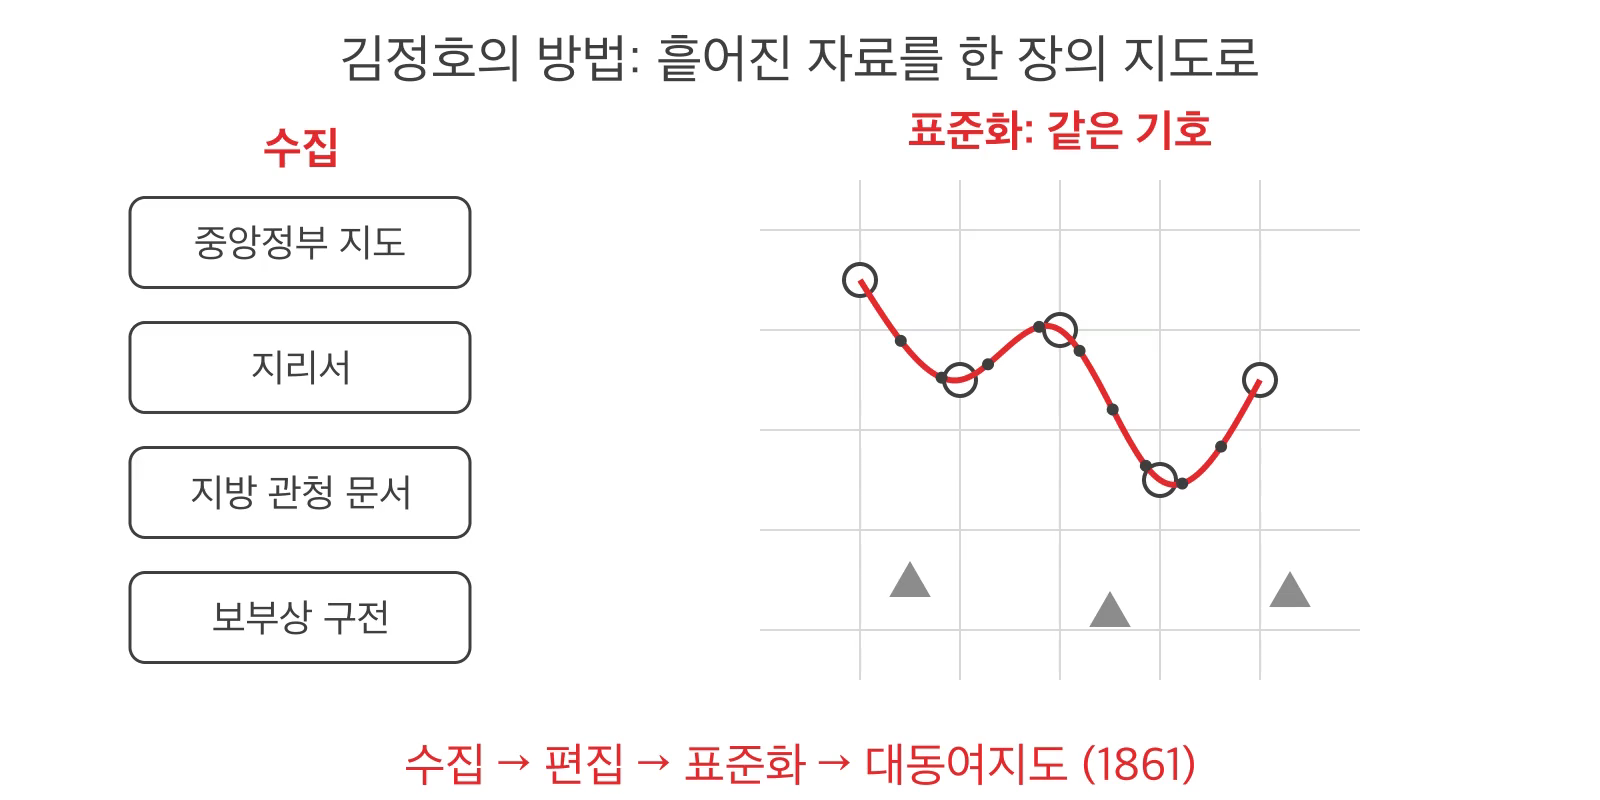 김정호의 방법: 흩어진 자료를 한 장의 지도로
수집
중앙정부 지도
지리서
지방 관청 문서
보부상 구전
표준화: 같은 기호
수집 → 편집 → 표준화 → 대동여지도 (1861)